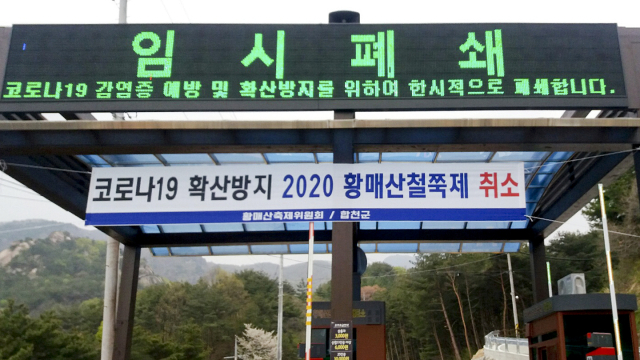 임시폐쇄
코로나19 감염증 예방 및 확산방지를 위하여 한시적으로 폐쇄합니다.
코로나19 확산방지 2020 황매산철쭉제 취소
황매산축제위원회 / 합천군